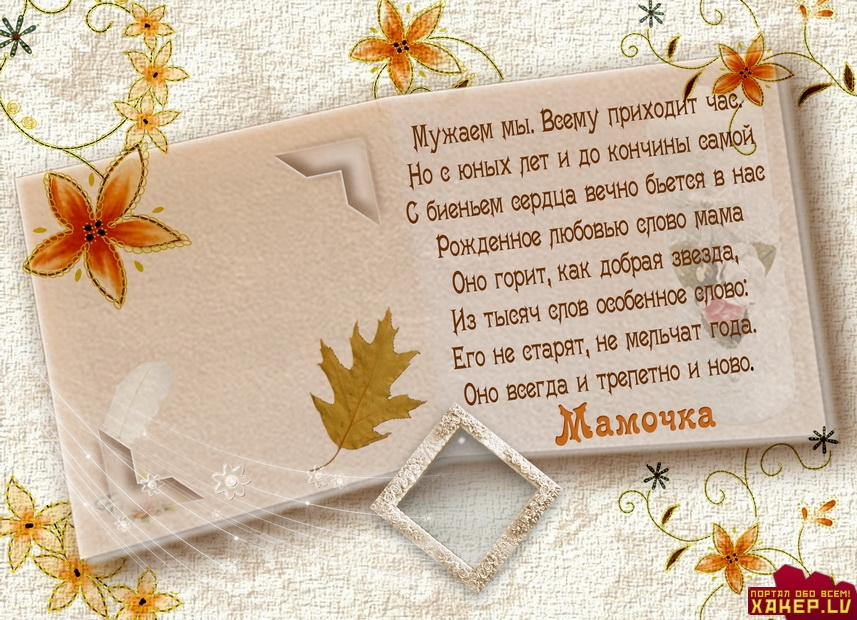 Мужаем мы. Всему приходит час.
Но с юных лет и до кончины самой
С биеньем сердца вечно бьется в нас
Рожденное любовью слово мама
Оно горит, как добрая звезда,
Из тысяч слов особенное слово:
Его не старят, не мельчат года.
Оно всегда и трепетно и ново.
Мамочка
ПОРТАЛ ОБО ВСЕМ!
ХАКЕР.LV